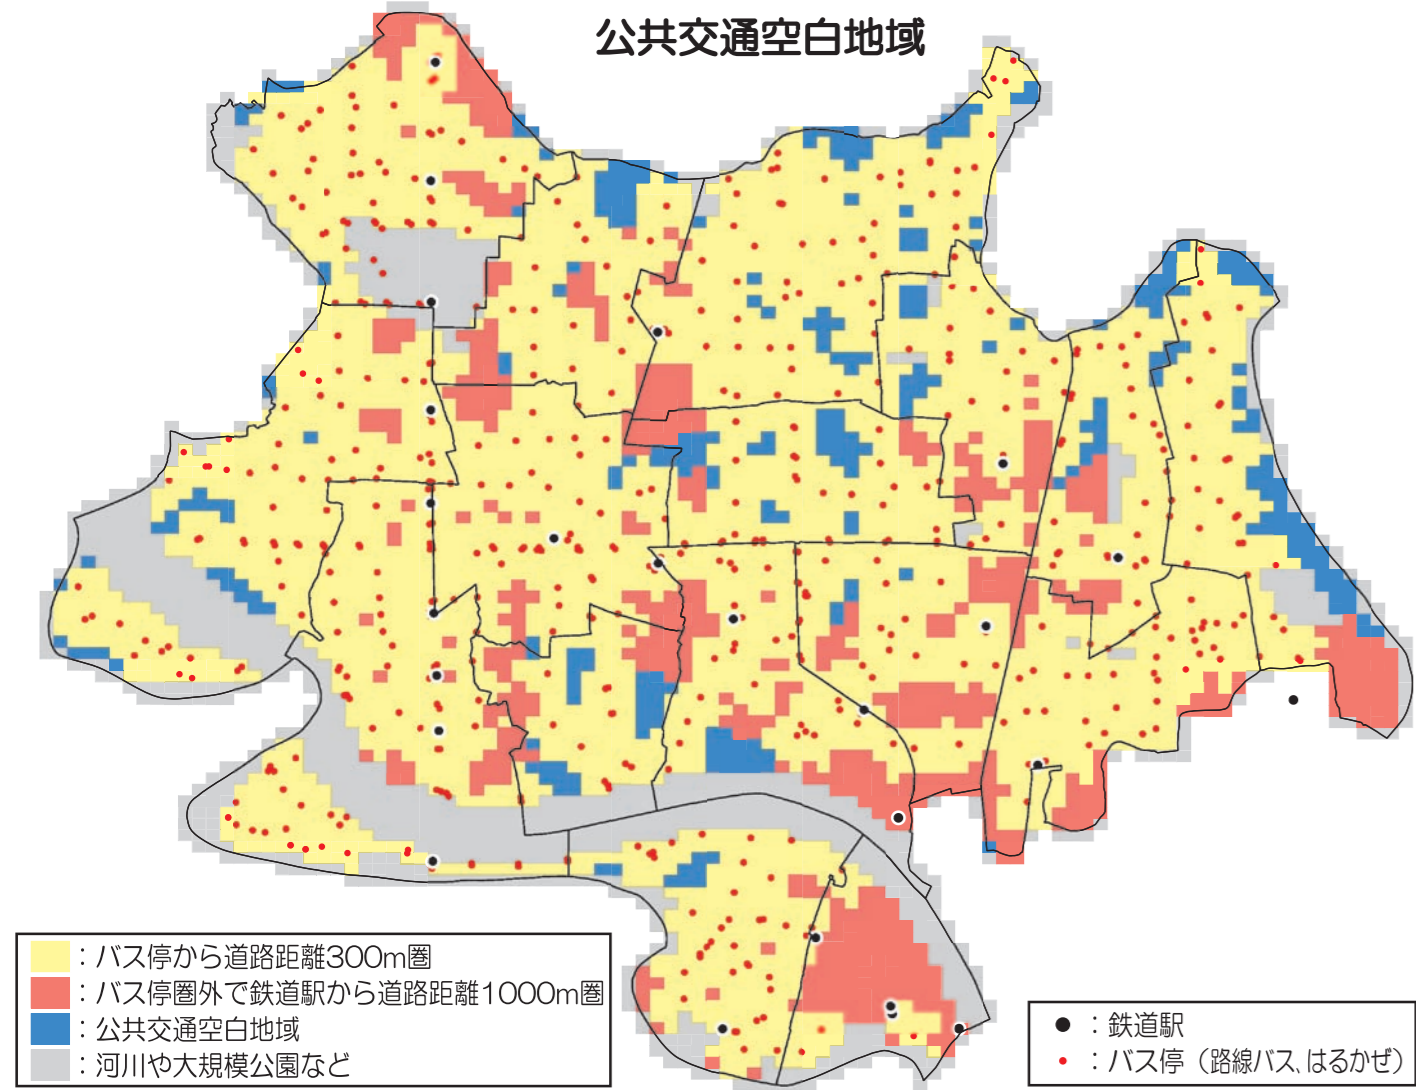 公共交通空白地域
：バス停から道路距離300m圏
：バス停圏外で鉄道駅から道路距離1000m圏
：公共交通空白地域
：河川や大規模公園など
：鉄道駅
：バス停（路線バス、はるかぜ）